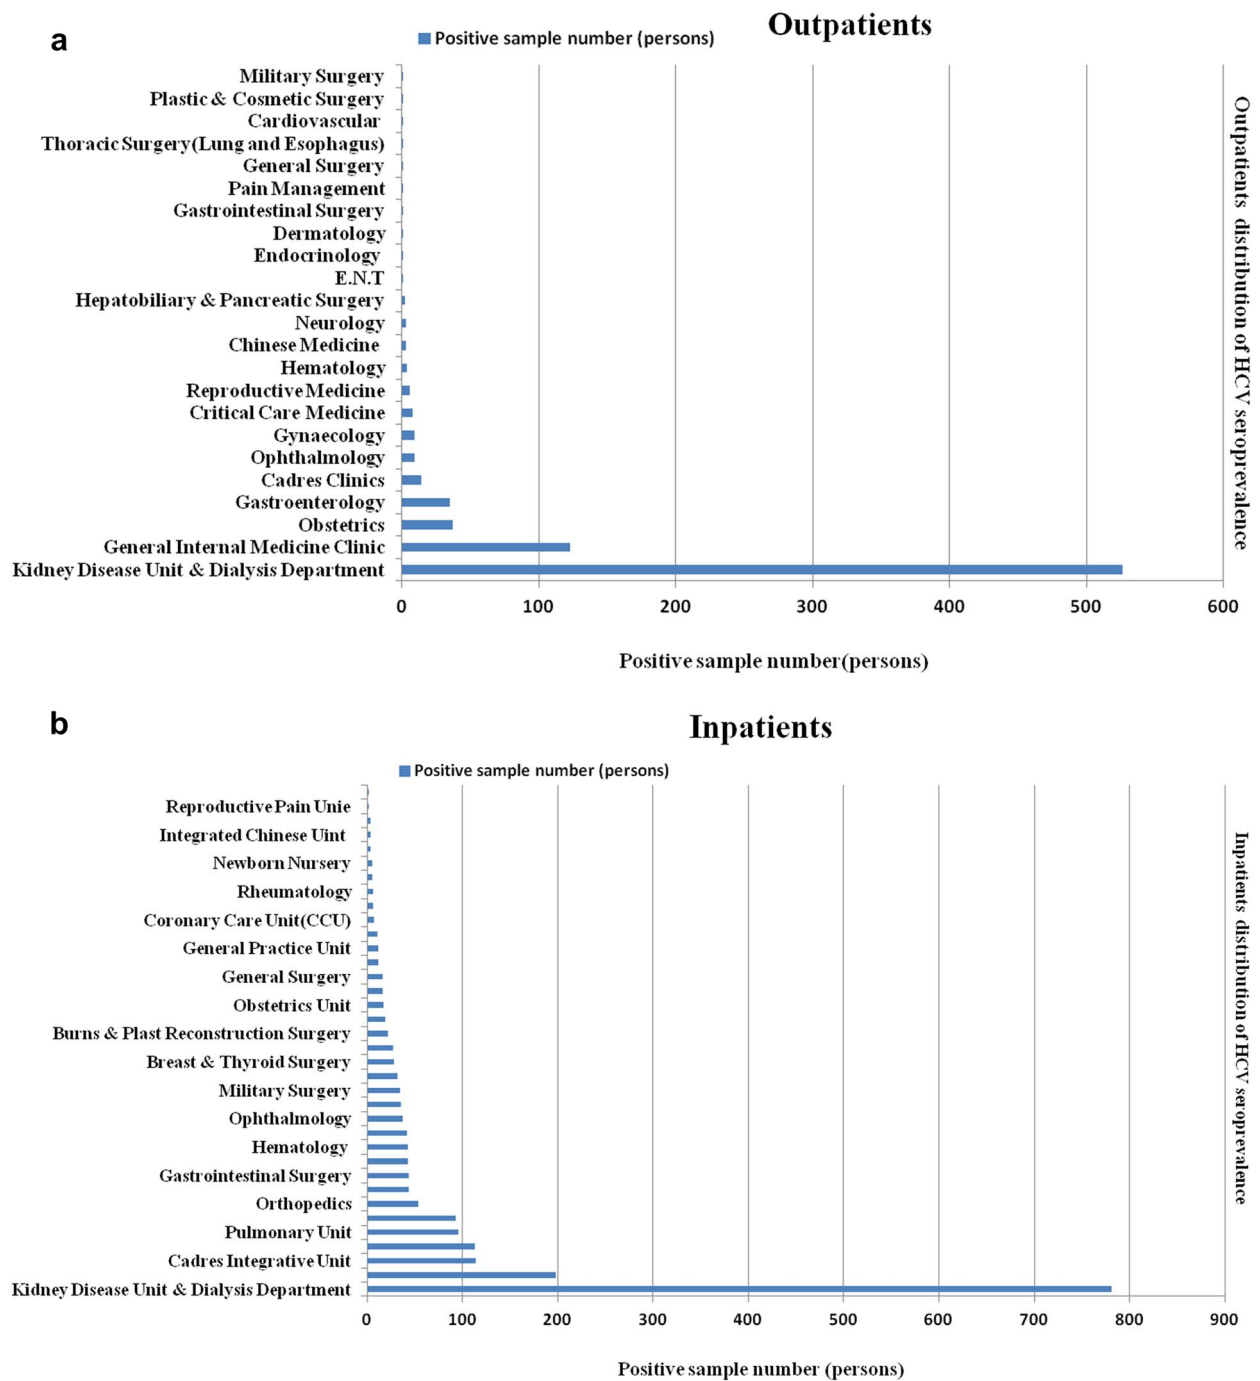 a
Outpatients
Positive sample number (persons)
Military Surgery
Plastic & Cosmetic Surgery
Cardiovascular
Thoracic Surgery(Lung and Esophagus)
General Surgery
Pain Management
Gastrointestinal Surgery
Dermatology
Endocrinology
E.N.T
Hepatobiliary & Pancreatic Surgery
Neurology
Chinese Medicine
Hematology
Reproductive Medicine
Critical Care Medicine
Gynaecology
Ophthalmology
Cadres Clinics
Gastroenterology
Obstetrics
General Internal Medicine Clinic
Kidney Disease Unit & Dialysis Department
0 100 200 300 400 500 600
Positive sample number(persons)
Outpatients distribution of HCV seroprevalence
b
Inpatients
Positive sample number (persons)
Reproductive Pain Unie
Integrated Chinese Uint
Newborn Nursery
Rheumatology
Coronary Care Unit(CCU)
General Practice Unit
General Surgery
Obstetrics Unit
Burns & Plast Reconstruction Surgery
Breast & Thyroid Surgery
Military Surgery
Ophthalmology
Hematology
Gastrointestinal Surgery
Orthopedics
Pulmonary Unit
Cadres Integrative Unit
Kidney Disease Unit & Dialysis Department
0 100 200 300 400 500 600 700 800 900
Positive sample number (persons)
Inpatients distribution of HCV seroprevalence